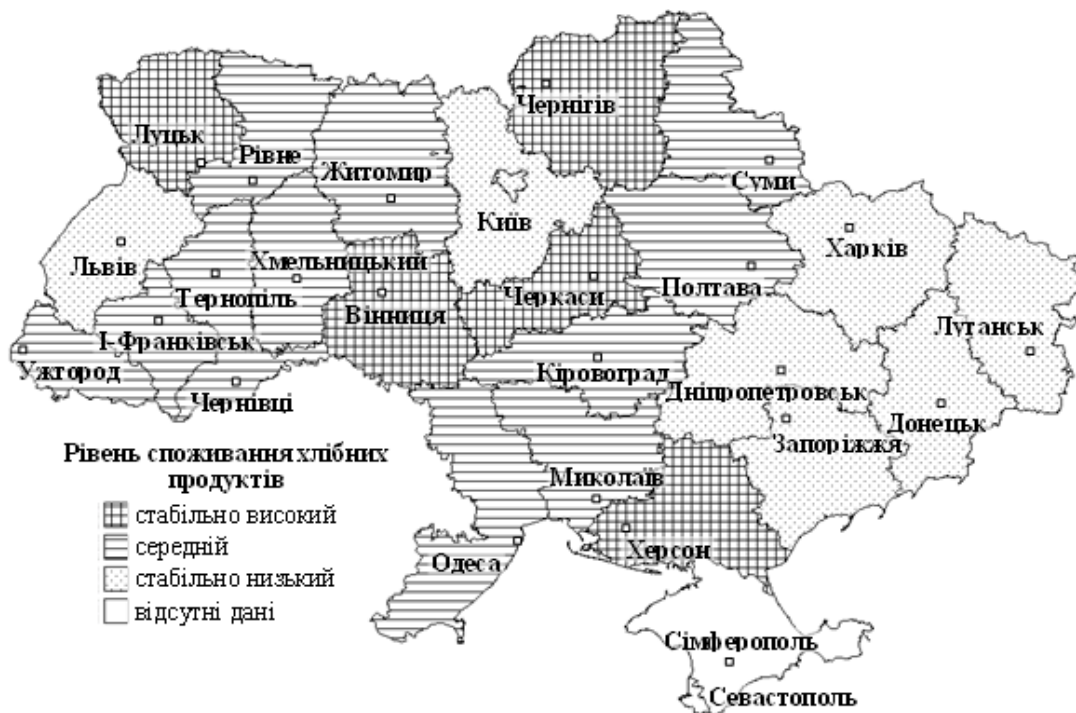 Чернігів
Луцьк
Рівне
Житомир
Суми
Київ
Харків
Львів
Хмельницький
Тернопіль
Черкаси
Полтава
Вінниця
І-Франківськ
Луганськ
Ужгород
Кіровоград
Дніпропетровськ
Чернівці
Донецьк
Запоріжжя
Рівень споживання хлібних
продуктів
стабільно високий
середній
стабільно низький
відсутні дані
Миколаїв
Одеса
Херсон
Сімферополь
Севастополь